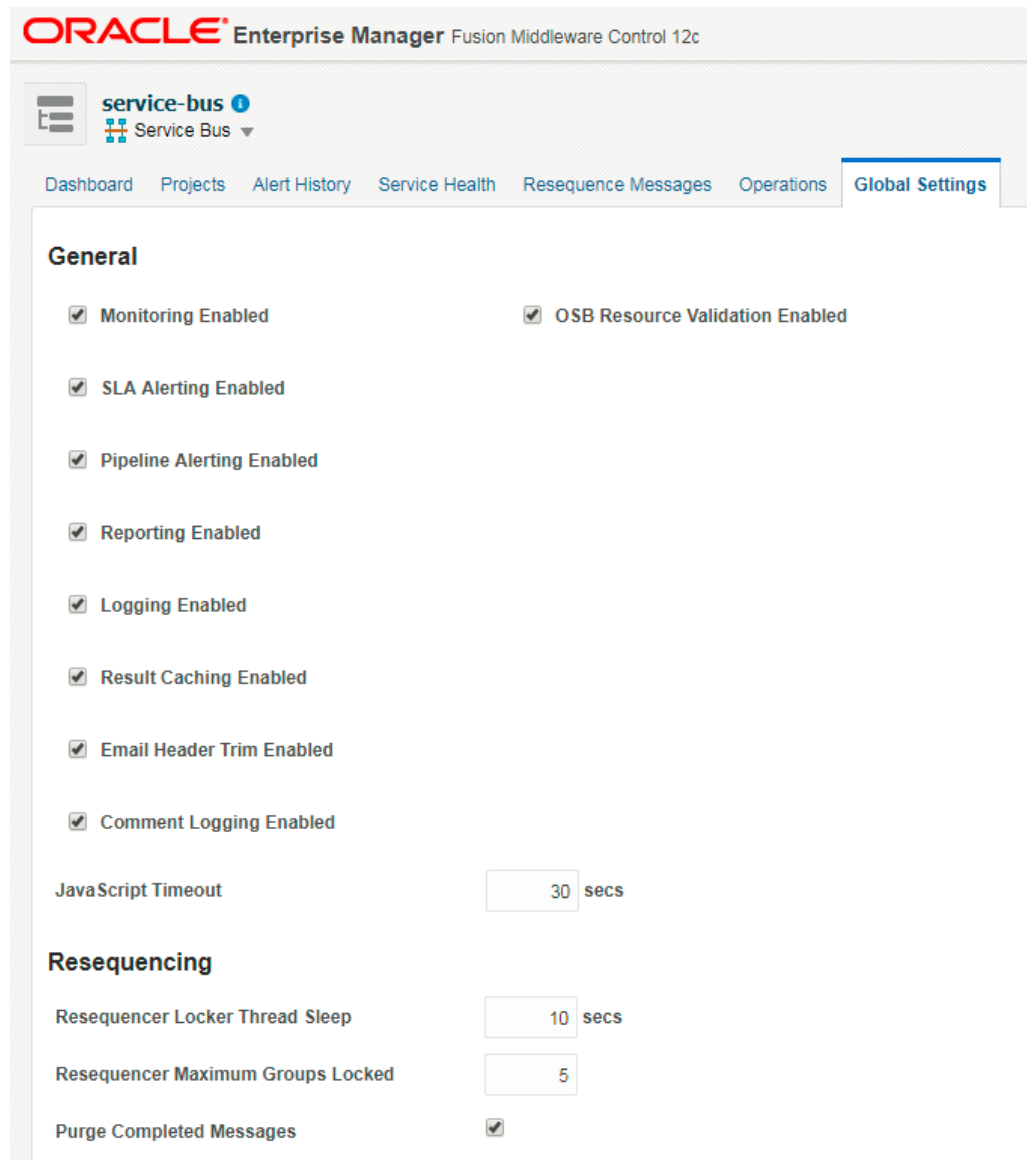 ORACLE Enterprise Manager Fusion Middleware Control 12c
service-bus
Service Bus
Dashboard Projects Alert History Service Health Resequence Messages Operations Global Settings
General
Monitoring Enabled OSB Resource Validation Enabled
SLA Alerting Enabled
Pipeline Alerting Enabled
Reporting Enabled
Logging Enabled
Result Caching Enabled
Email Header Trim Enabled
Comment Logging Enabled
JavaScript Timeout 30 secs
Resequencing
Resequencer Locker Thread Sleep 10 secs
Resequencer Maximum Groups Locked 5
Purge Completed Messages